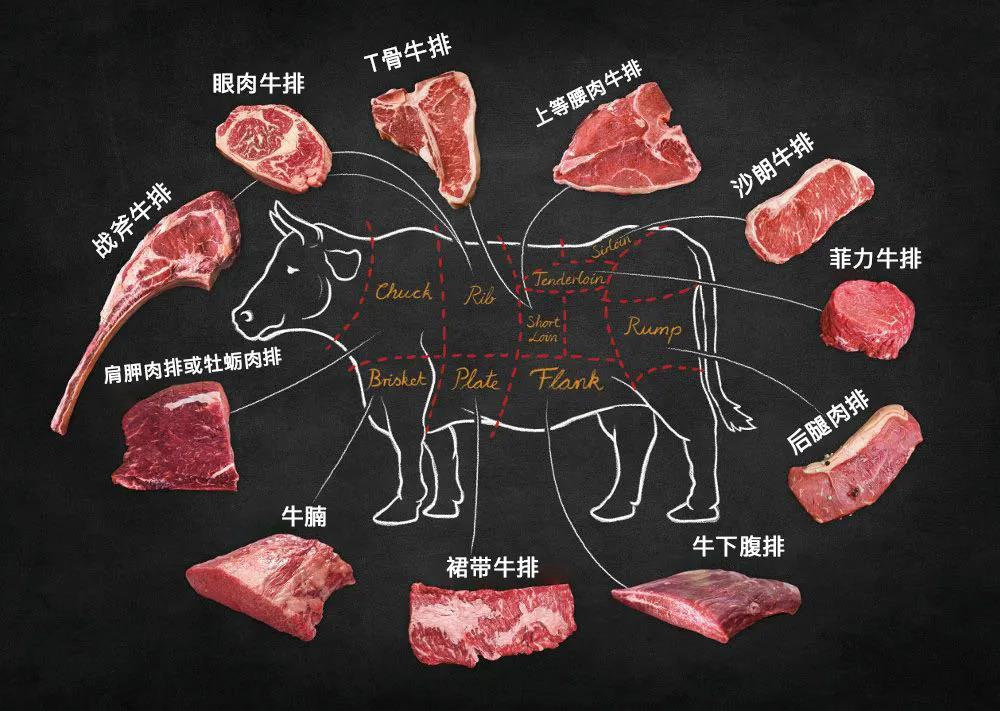 T骨牛排
眼肉牛排
上等腰肉牛排
沙朗牛排
战斧牛排
菲力牛排
Sirloin
Tenderloin
Chuck
Rib
Short
Loin
Rump
肩胛肉排或牡蛎肉排
Brisket
Plate
Flank
后腿肉排
牛腩
裙带牛排
牛下腹排